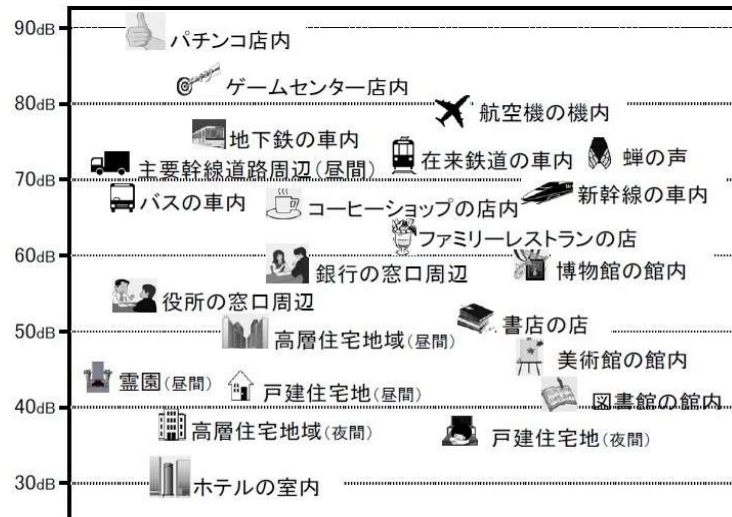 90dB
パチンコ店内
ゲームセンター店内
80dB
航空機の機内
地下鉄の車内
主要幹線道路周辺(昼間)
在来鉄道の車内
蝉の声
70dB
バスの車内
コーヒーショップの店内
新幹線の車内
ファミリーレストランの店
60dB
銀行の窓口周辺
博物館の館内
役所の窓口周辺
50dB
書店の店
高層住宅地域(昼間)
美術館の館内
霊園(昼間)
戸建住宅地(昼間)
図書館の館内
40dB
高層住宅地域(夜間)
戸建住宅地(夜間)
30dB
ホテルの室内